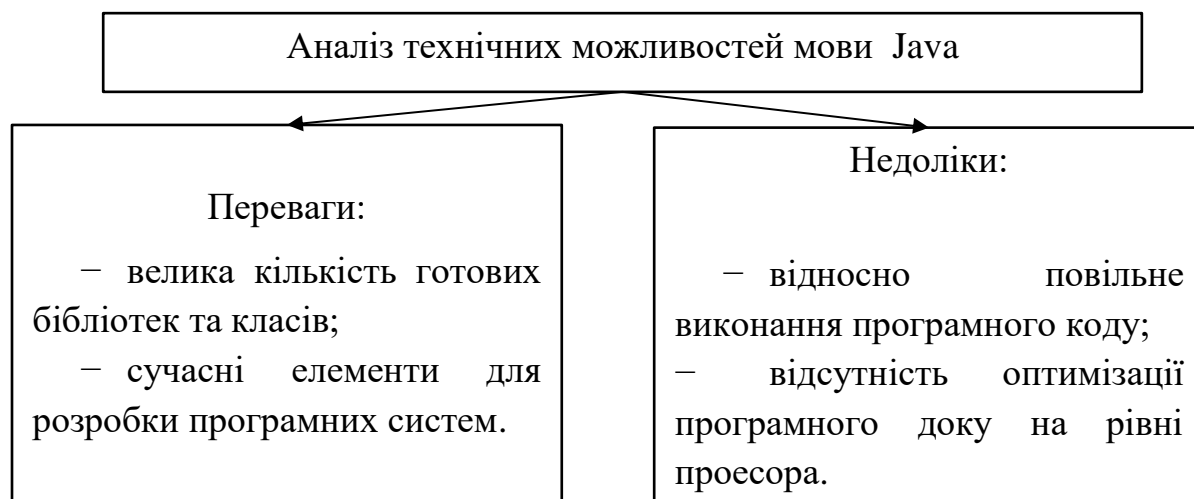 Аналіз технічних можливостей мови Java
Переваги:
− велика кількість готових
бібліотек та класів;
− сучасні елементи для
розробки програмних систем.
Недоліки:
− відносно повільне
виконання програмного коду;
− відсутність оптимізації
програмного доку на рівні
проесора.